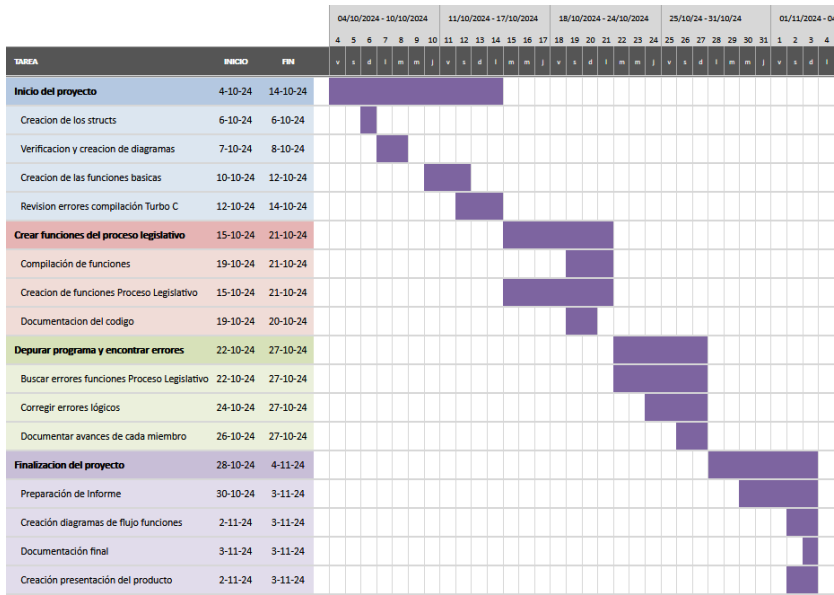 04/10/2024 - 10/10/2024 11/10/2024 - 17/10/2024 18/10/2024 - 24/10/2024 25/10/24 - 31/10/24 01/11/2024 - 0
4 5 6 7 8 9 10 11 12 13 14 15 16 17 18 19 20 21 22 23 24 25 26 27 28 29 30 31 1 2 3 4
TAREA INICIO FIN v s d l m m j v s d l m m j v s d l m m j v s d l m m j v s d l
Inicio del proyecto 4-10-24 14-10-24
Creacion de los structs 6-10-24 6-10-24
Verificacion y creacion de diagramas 7-10-24 8-10-24
Creacion de las funciones basicas 10-10-24 12-10-24
Revision errores compilación Turbo C 12-10-24 14-10-24
Crear funciones del proceso legislativo 15-10-24 21-10-24
Compilación de funciones 19-10-24 21-10-24
Creacion de funciones Proceso Legislativo 15-10-24 21-10-24
Documentacion del codigo 19-10-24 20-10-24
Depurar programa y encontrar errores 22-10-24 27-10-24
Buscar errores funciones Proceso Legislativo 22-10-24 27-10-24
Corregir errores lógicos 24-10-24 27-10-24
Documentar avances de cada miembro 26-10-24 27-10-24
Finalizacion del proyecto 28-10-24 4-11-24
Preparación de Informe 30-10-24 3-11-24
Creación diagramas de flujo funciones 2-11-24 3-11-24
Documentación final 3-11-24 3-11-24
Creación presentación del producto 2-11-24 3-11-24